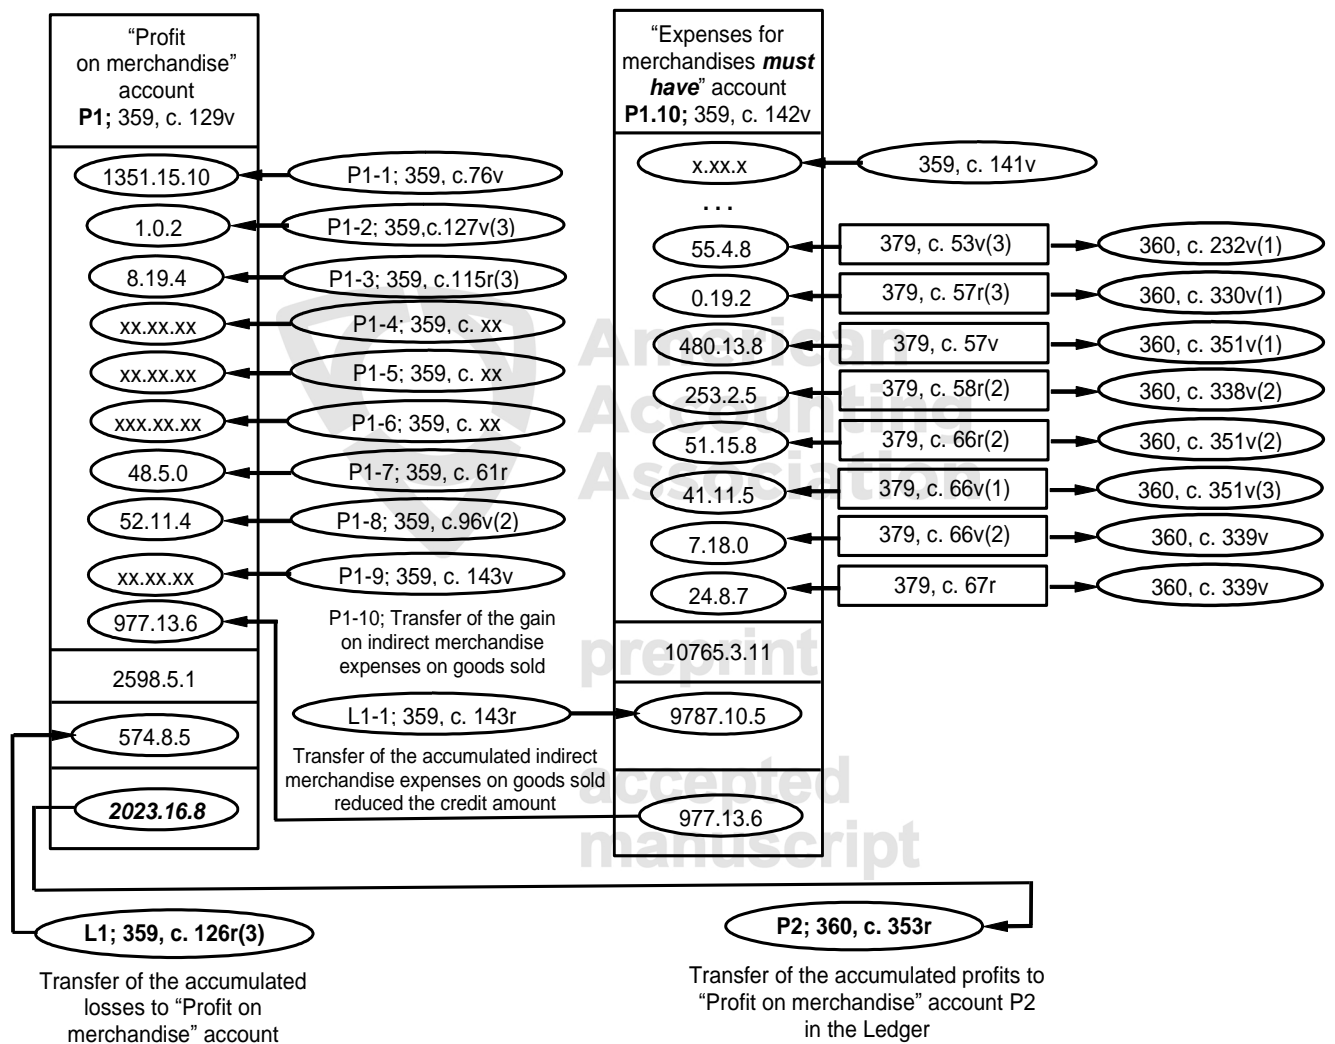 “Profit
on merchandise”
account
P1; 359, c. 129v
1351.15.10
P1-1; 359, c.76v
1.0.2
P1-2; 359,c.127v(3)
8.19.4
P1-3; 359, c.115r(3)
xx.xx.xx
P1-4; 359, c. xx
xx.xx.xx
P1-5; 359, c. xx
xxx.xx.xx
P1-6; 359, c. xx
48.5.0
P1-7; 359, c. 61r
52.11.4
P1-8; 359, c.96v(2)
xx.xx.xx
P1-9; 359, c. 143v
977.13.6
P1-10; Transfer of the gain
on indirect merchandise
expenses on goods sold
2598.5.1
574.8.5
2023.16.8
“Expenses for
merchandises must
have” account
P1.10; 359, c. 142v
x.xx.x
359, c. 141v
. . .
55.4.8
379, c. 53v(3)
360, c. 232v(1)
0.19.2
379, c. 57r(3)
360, c. 330v(1)
480.13.8
379, c. 57v
360, c. 351v(1)
253.2.5
379, c. 58r(2)
360, c. 338v(2)
51.15.8
379, c. 66r(2)
360, c. 351v(2)
41.11.5
379, c. 66v(1)
360, c. 351v(3)
7.18.0
379, c. 66v(2)
360, c. 339v
24.8.7
379, c. 67r
360, c. 339v
10765.3.11
L1-1; 359, c. 143r
9787.10.5
Transfer of the accumulated indirect
merchandise expenses on goods sold
reduced the credit amount
977.13.6
L1; 359, c. 126r(3)
Transfer of the accumulated
losses to “Profit on
merchandise” account
P2; 360, c. 353r
Transfer of the accumulated profits to
“Profit on merchandise” account P2
in the Ledger
American
Accounting
Association
preprint
accepted
manuscript